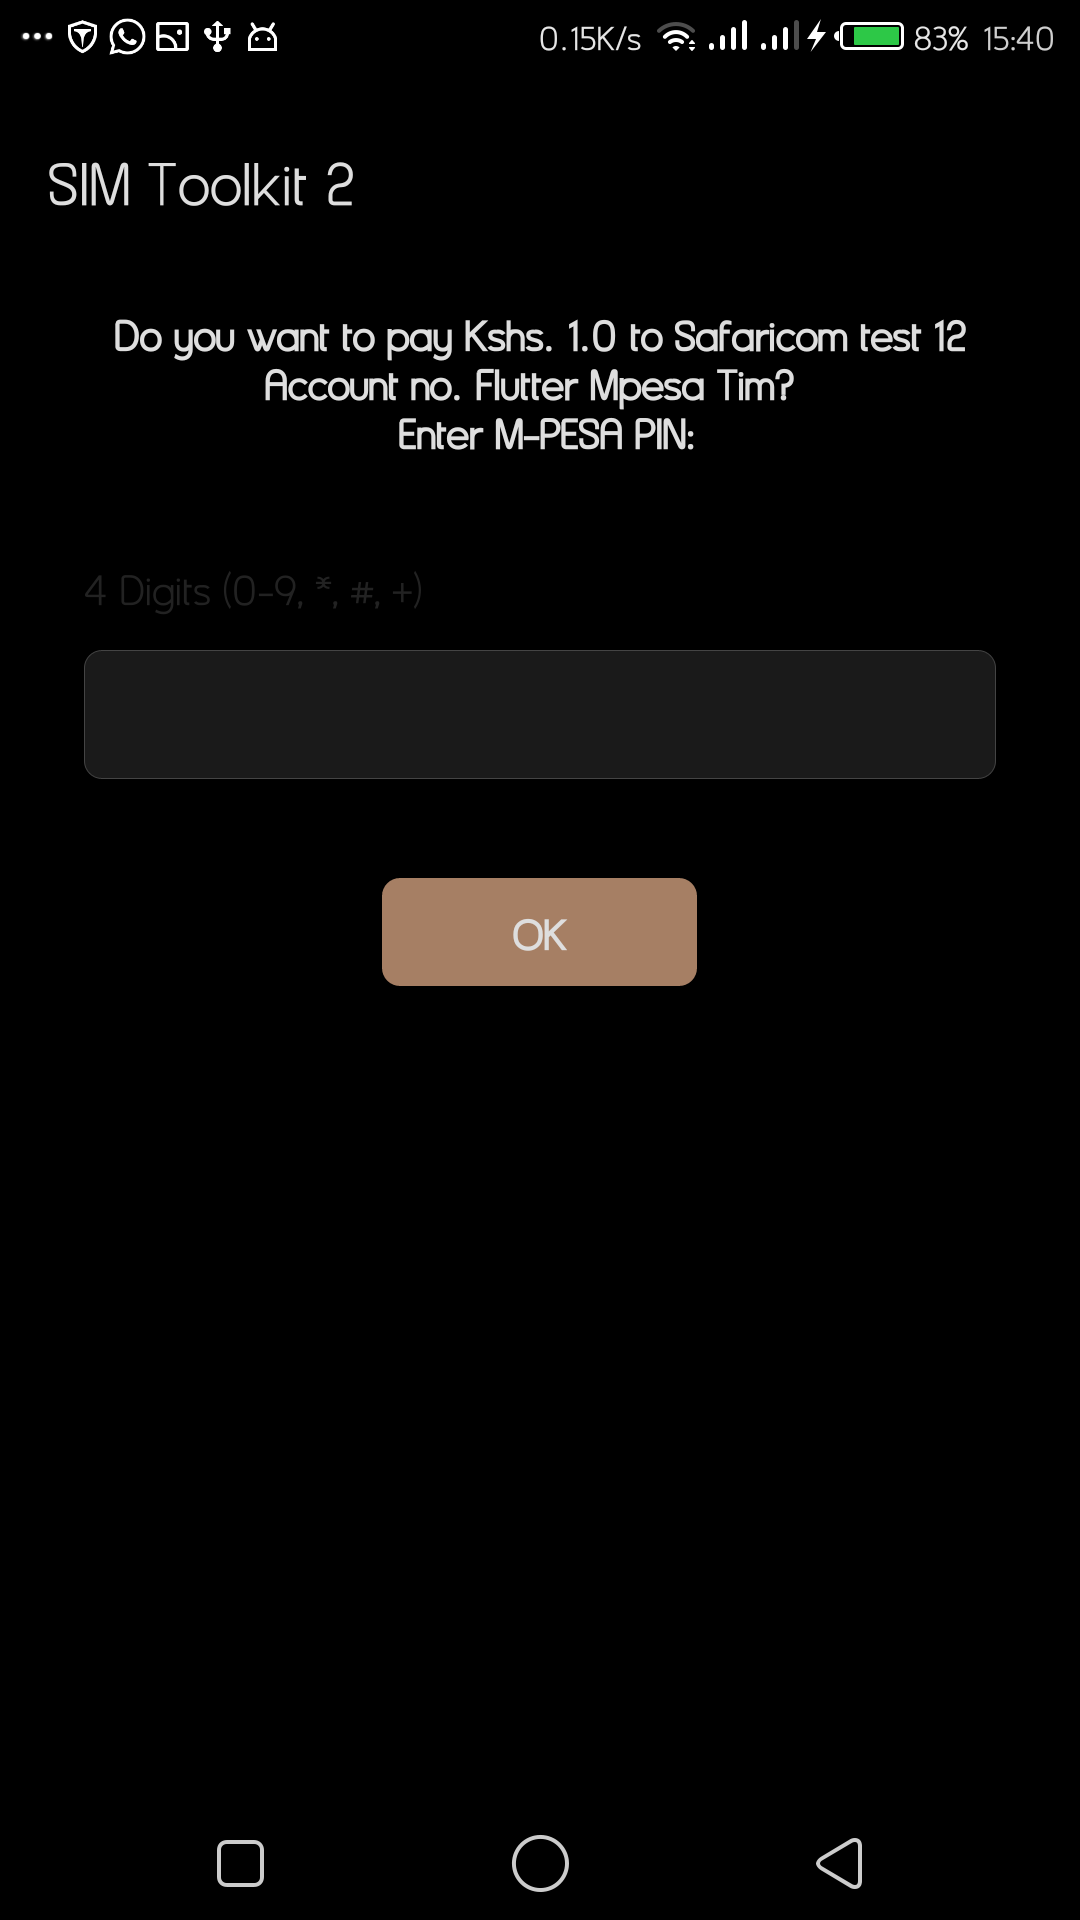 0.15K/s 83% 15:40
SIM Toolkit 2
Do you want to pay Kshs. 1.0 to Safaricom test 12
Account no. Flutter Mpesa Tim?
Enter M-PESA PIN:
4 Digits (0-9, *, #, +)
OK